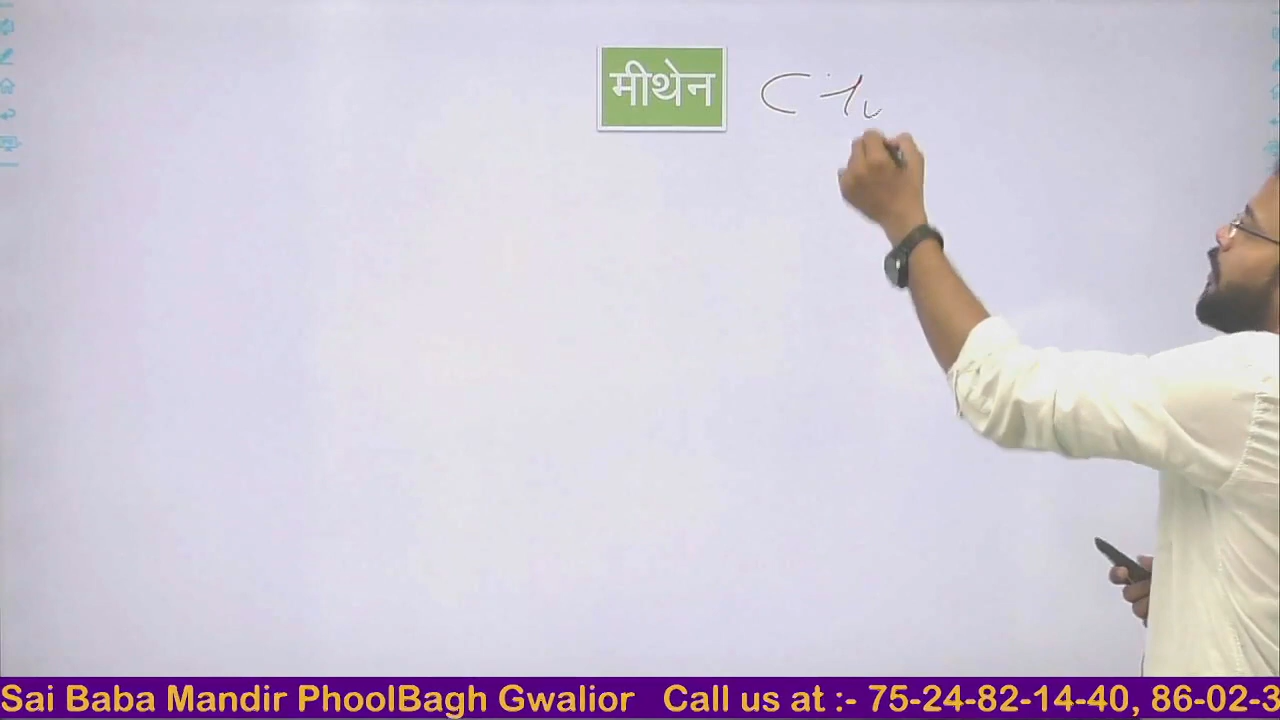 मीथेन
Sai Baba Mandir PhoolBagh Gwalior Call us at :- 75-24-82-14-40, 86-02-3